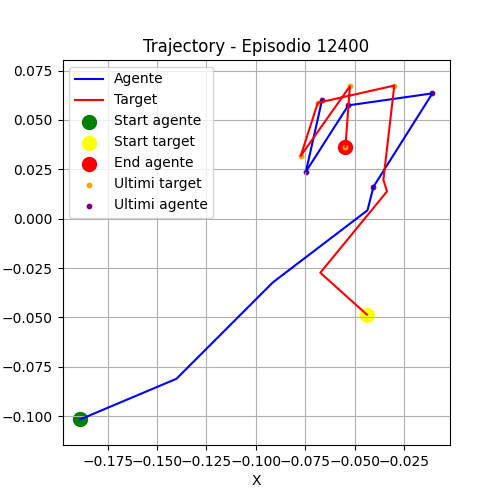 Trajectory - Episodio 12400
Agente
Target
Start agente
Start target
End agente
Ultimi target
Ultimi agente
0.075
0.050
0.025
0.000
−0.025
−0.050
−0.075
−0.100
−0.175 −0.150 −0.125 −0.100 −0.075 −0.050 −0.025
X